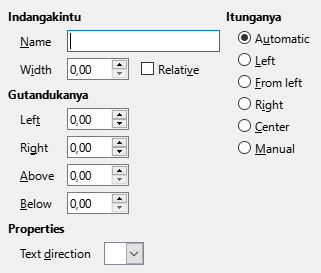 Indangakintu
Name
Width 0,00 Relative
Gutandukanya
Left 0,00
Right 0,00
Above 0,00
Below 0,00
Properties
Text direction
Itunganya
Automatic
Left
From left
Right
Center
Manual